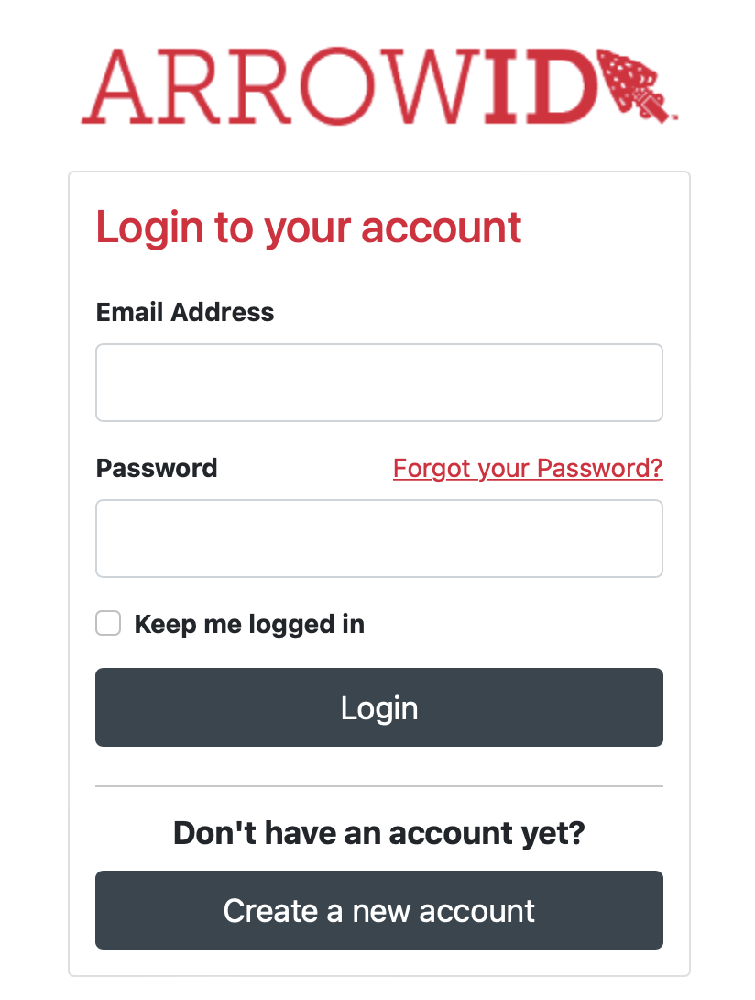 ARROWID
Login to your account
Email Address
Password Forgot your Password?
Keep me logged in
Login
Don't have an account yet?
Create a new account